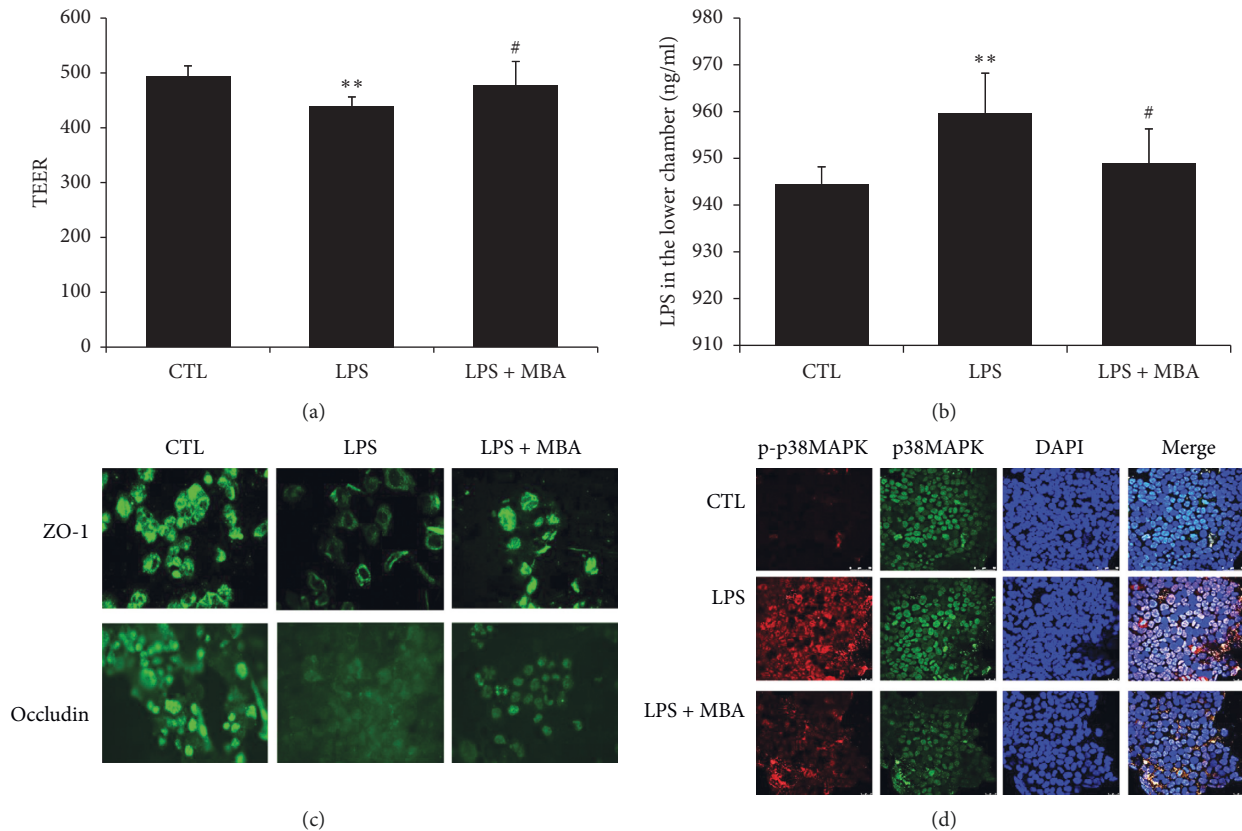 600
500
400
300
200
100
0
TEER
**
#
CTL
LPS
LPS + MBA
(a)
980
970
960
950
940
930
920
910
LPS in the lower chamber (ng/ml)
**
#
CTL
LPS
LPS + MBA
(b)
CTL
LPS
LPS + MBA
ZO-1
Occludin
(c)
p-p38MAPK
p38MAPK
DAPI
Merge
CTL
LPS
LPS + MBA
(d)